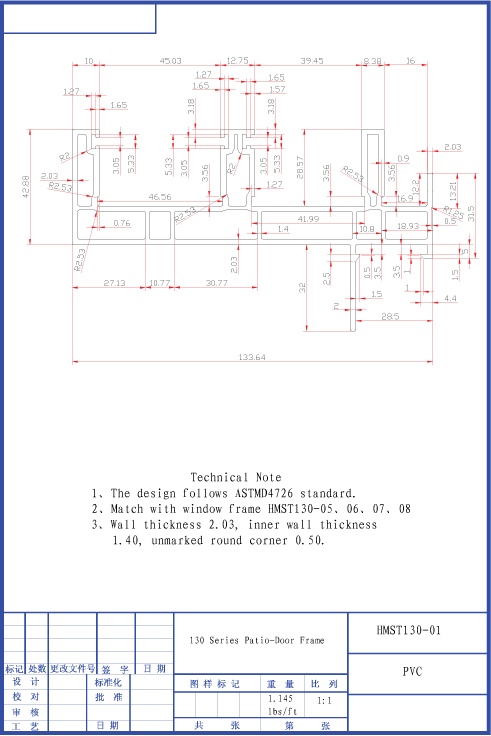 10 45.03 12.75 39.45 8.38 16
1.27 1.65
1.27 1.65 3.18
1.65 1.57 3.18
R2 3.05 5.33 5.33 3.05 3.56 R2 3.05 5.33 28.57 3.56 R2.53 3.56 0.9 2.03
42.88 2.03 R2.53 46.56 R2.53 1.27 16.9 12.2 13.21 31.5
0.76 41.99 1.4 10.8 18.93 R1.25 0.5
R2.53 2.03 2.5 0.5 3.5 3.5 1 5 1.5
27.13 10.77 30.77 32 1.5 1 4.4
2 28.5
133.64
Technical Note
1、The design follows ASTMD4726 standard.
2、Match with window frame HMST130-05、06、07、08
3、Wall thickness 2.03, inner wall thickness
1.40, unmarked round corner 0.50.
130 Series Patio-Door Frame
HMST130-01
PVC
标记 处数 更改文件号 签 字 日 期
设 计 标准化
校 对 批 准
审 核
工 艺 日 期
图 样 标 记 重 量 比 列
1.145 1:1
lbs/ft
共 张 第 张